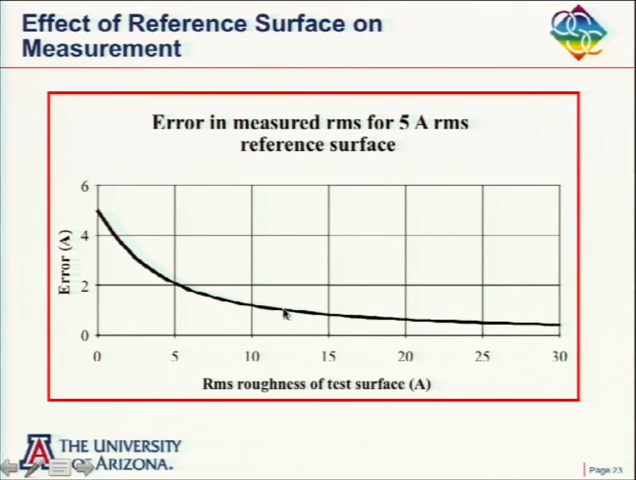 Effect of Reference Surface on
Measurement
Error in measured rms for 5 A rms
reference surface
Error (A)
6
4
2
0
0 5 10 15 20 25 30
Rms roughness of test surface (A)
THE UNIVERSITY
OF ARIZONA.
Page 23